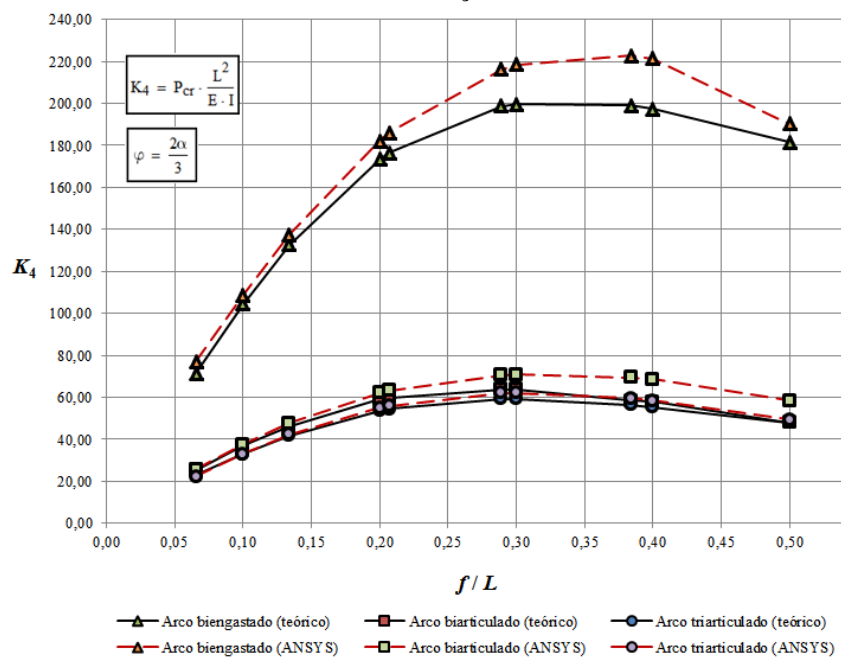 240,00
220,00
200,00
180,00
160,00
140,00
120,00
100,00
80,00
60,00
40,00
20,00
0,00
K₄ = P_cr · L² / E · I
φ = 2α / 3
K₄
0,00 0,05 0,10 0,15 0,20 0,25 0,30 0,35 0,40 0,45 0,50
f / L
Arco biengastado (teórico) Arco biarticulado (teórico) Arco triarticulado (teórico)
Arco biengastado (ANSYS) Arco biarticulado (ANSYS) Arco triarticulado (ANSYS)